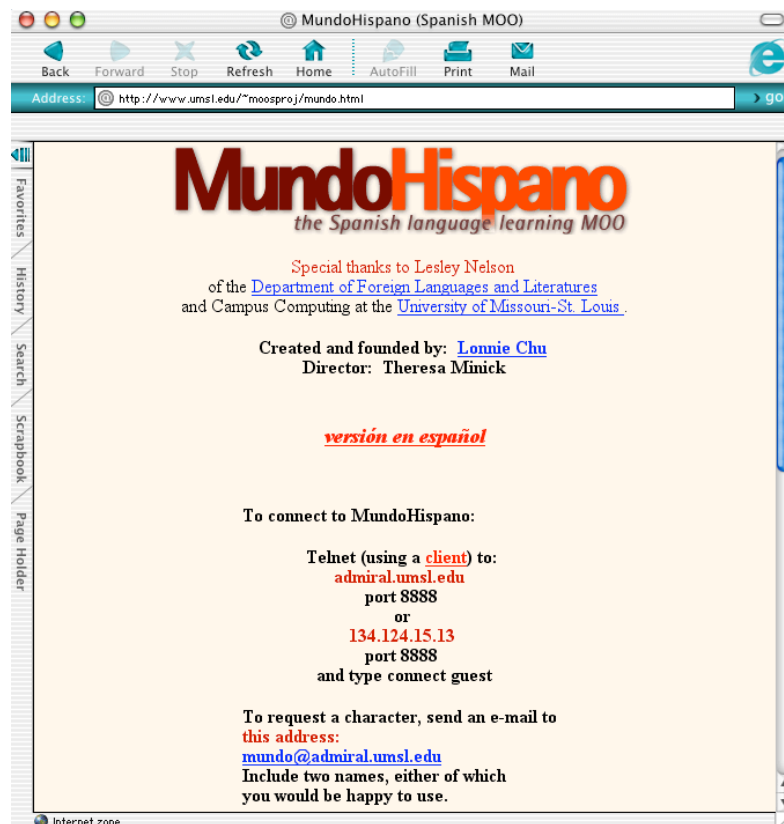 @ MundoHispano (Spanish MOO)
Back Forward Stop Refresh Home AutoFill Print Mail
Address: @ http://www.umsl.edu/~moosproj/mundo.html go
Favorites
History
Search
Scrapbook
Page Holder
MundoHispano
the Spanish language learning MOO
Special thanks to Lesley Nelson
of the Department of Foreign Languages and Literatures
and Campus Computing at the University of Missouri-St. Louis .
Created and founded by: Lonnie Chu
Director: Theresa Minick
versión en español
To connect to MundoHispano:
Telnet (using a client) to:
admiral.umsl.edu
port 8888
or
134.124.15.13
port 8888
and type connect guest
To request a character, send an e-mail to
this address:
mundo@admiral.umsl.edu
Include two names, either of which
you would be happy to use.
Internet zone